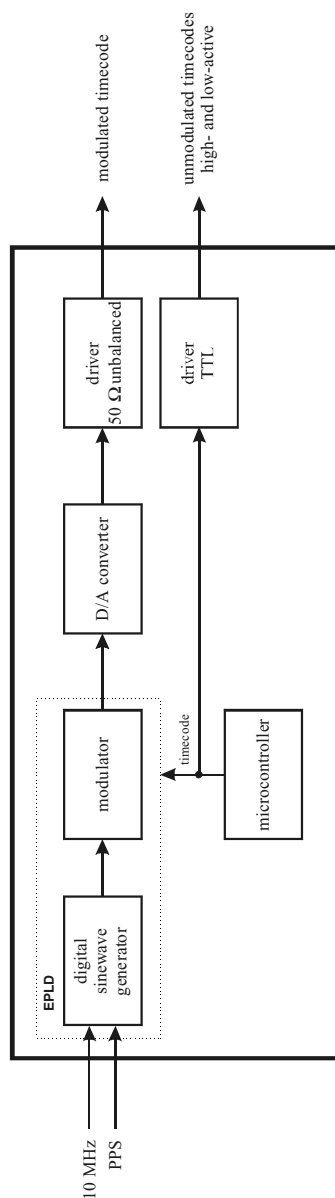 10 MHz
PPS
EPLD
digital
sinewave
generator
modulator
D/A converter
driver
50 Ω unbalanced
modulated timecode
timecode
microcontroller
driver
TTL
unmodulated timecodes
high- and low-active